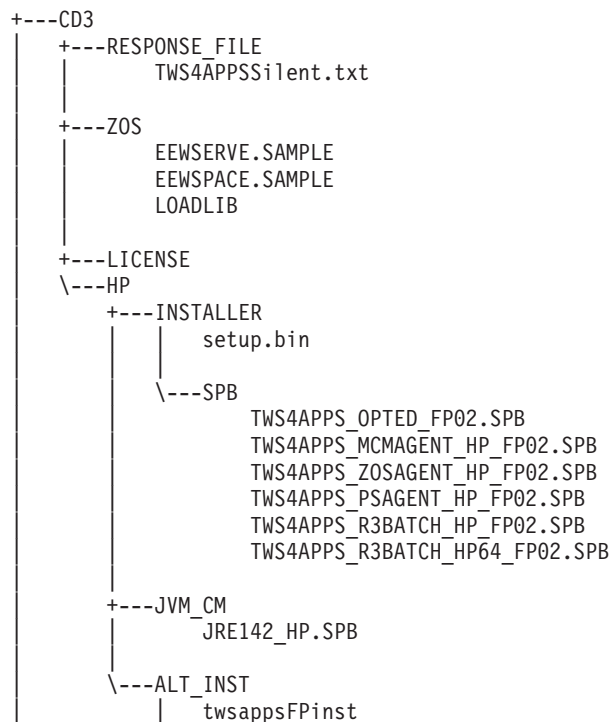 +---CD3
| +---RESPONSE_FILE
| | TWS4APPSSilent.txt
| |
| +---ZOS
| | EEWSERVE.SAMPLE
| | EEWSPACE.SAMPLE
| | LOADLIB
| |
| +---LICENSE
| \---HP
| +---INSTALLER
| | | setup.bin
| | |
| | \---SPB
| | TWS4APPS_OPTED_FP02.SPB
| | TWS4APPS_MCMAGENT_HP_FP02.SPB
| | TWS4APPS_ZOSAGENT_HP_FP02.SPB
| | TWS4APPS_PSAGENT_HP_FP02.SPB
| | TWS4APPS_R3BATCH_HP_FP02.SPB
| | TWS4APPS_R3BATCH_HP64_FP02.SPB
| |
| +---JVM_CM
| | JRE142_HP.SPB
| |
| \---ALT_INST
| | twsappsFPinst